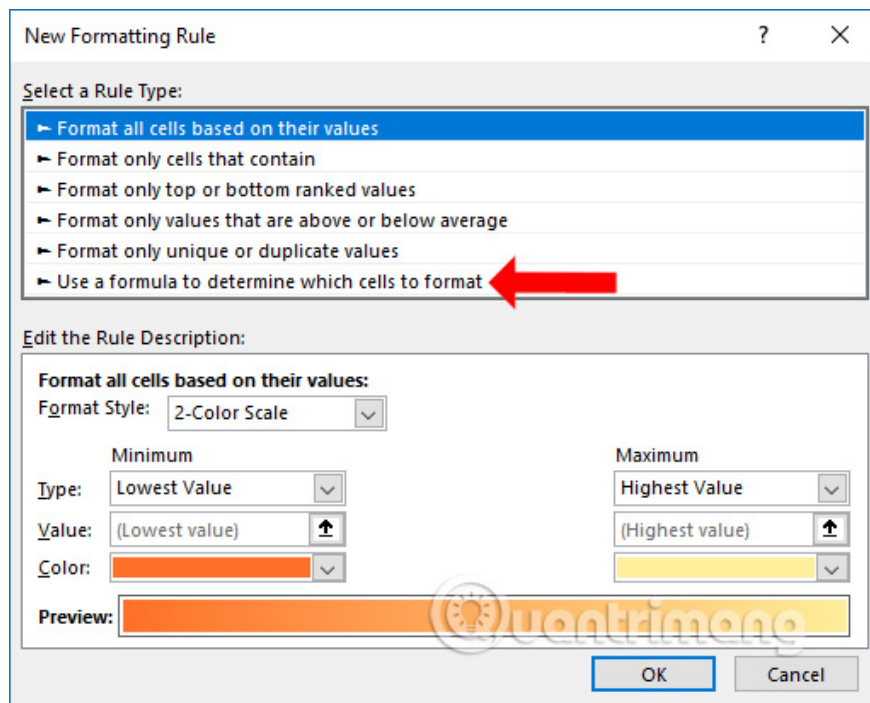 New Formatting Rule ? ×
Select a Rule Type:
► Format all cells based on their values
► Format only cells that contain
► Format only top or bottom ranked values
► Format only values that are above or below average
► Format only unique or duplicate values
► Use a formula to determine which cells to format
Edit the Rule Description:
Format all cells based on their values:
Format Style: 2-Color Scale
Minimum Maximum
Type: Lowest Value Highest Value
Value: (Lowest value) (Highest value)
Color:
Preview:
Quantrimang
OK Cancel